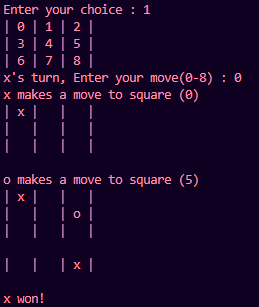 Enter your choice : 1
| 0 | 1 | 2 |
| 3 | 4 | 5 |
| 6 | 7 | 8 |
x's turn, Enter your move(0-8) : 0
x makes a move to square (0)
| x |   |   |
|   |   |   |
|   |   |   |

o makes a move to square (5)
| x |   |   |
|   |   | o |
|   |   |   |

|   |   | x |

x won!